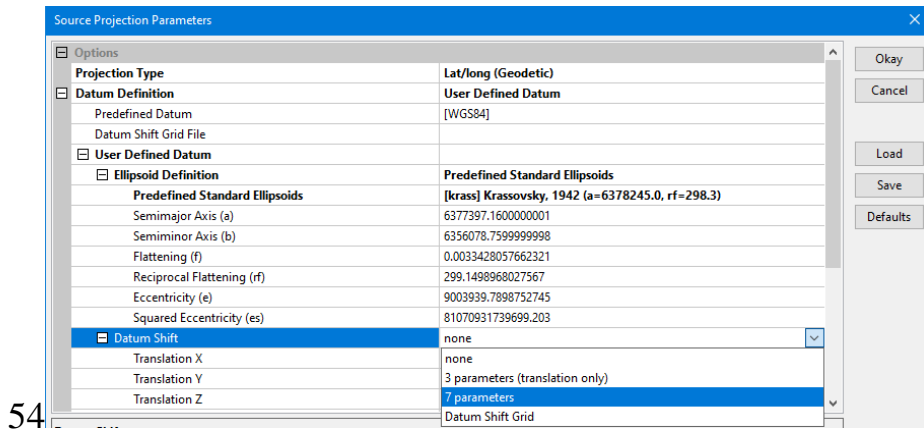 Source Projection Parameters
Options
Okay
Projection Type Lat/long (Geodetic)
Datum Definition User Defined Datum
Cancel
Predefined Datum [WGS84]
Datum Shift Grid File
User Defined Datum
Load
Ellipsoid Definition Predefined Standard Ellipsoids
Predefined Standard Ellipsoids [krass] Krassovsky, 1942 (a=6378245.0, rf=298.3)
Save
Semimajor Axis (a) 6377397.1600000001
Defaults
Semiminor Axis (b) 6356078.7599999998
Flattening (f) 0.0033428057662321
Reciprocal Flattening (rf) 299.1498968027567
Eccentricity (e) 9003939.7898752745
Squared Eccentricity (es) 81070931739699.203
Datum Shift none
Translation X none
Translation Y 3 parameters (translation only)
Translation Z 7 parameters
Datum Shift Grid
54